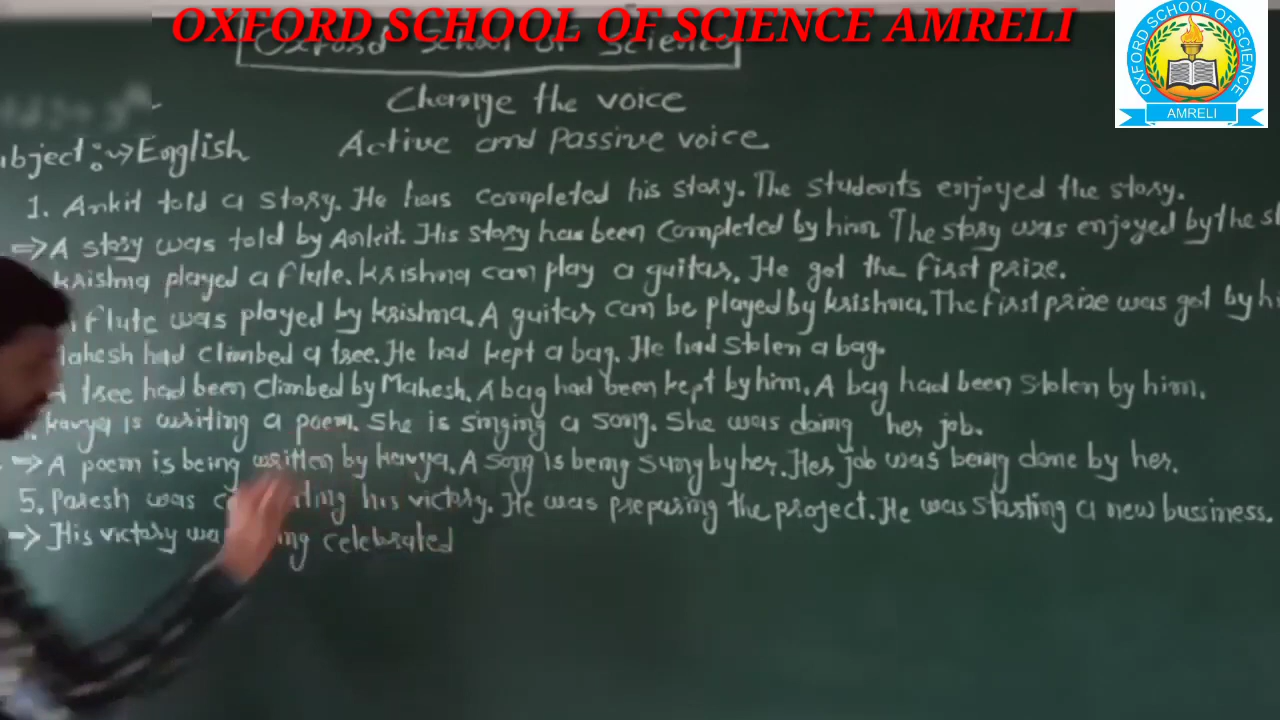 OXFORD SCHOOL OF SCIENCE AMRELI
OXFORD SCHOOL OF SCIENCE
AMRELI
Oxford School of Science
Change the voice
ubject:→English Active and Passive voice
1. Ankit told a story. He has completed his story. The students enjoyed the story.
⇒ A story was told by Ankit. His story has been completed by him. The story was enjoyed by the
krishna played a flute. krishna can play a guitar. He got the first prize.
flute was played by krishna. A guitar can be played by krishna. The first prize was got by
Mahesh had climbed a tree. He had kept a bag. He had stolen a bag.
A tree had been climbed by Mahesh. A bag had been kept by him. A bag had been stolen by him.
kavya is writing a poem. She is singing a song. She was doing her job.
⇒ A poem is being written by kavya. A song is being sung by her. Her job was being done by her.
5. Paresh was his victory. He was preparing the project. He was starting a new bussiness.
⇒ His victory celebrated